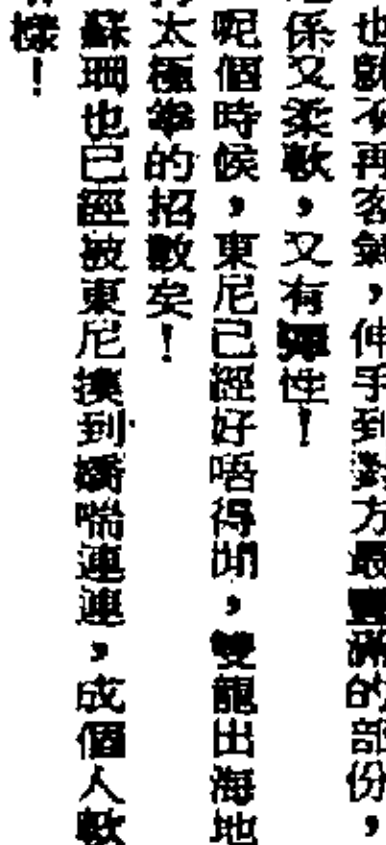 也就不再客氣，伸手到對方最豐滿的部份，
係又柔軟，又有彈性！
呢個時候，東尼已經好唔得閒，雙龍出海地
太極拳的招數矣！
蘇珊也已經被東尼摸到嬌喘連連，成個人軟
樣！